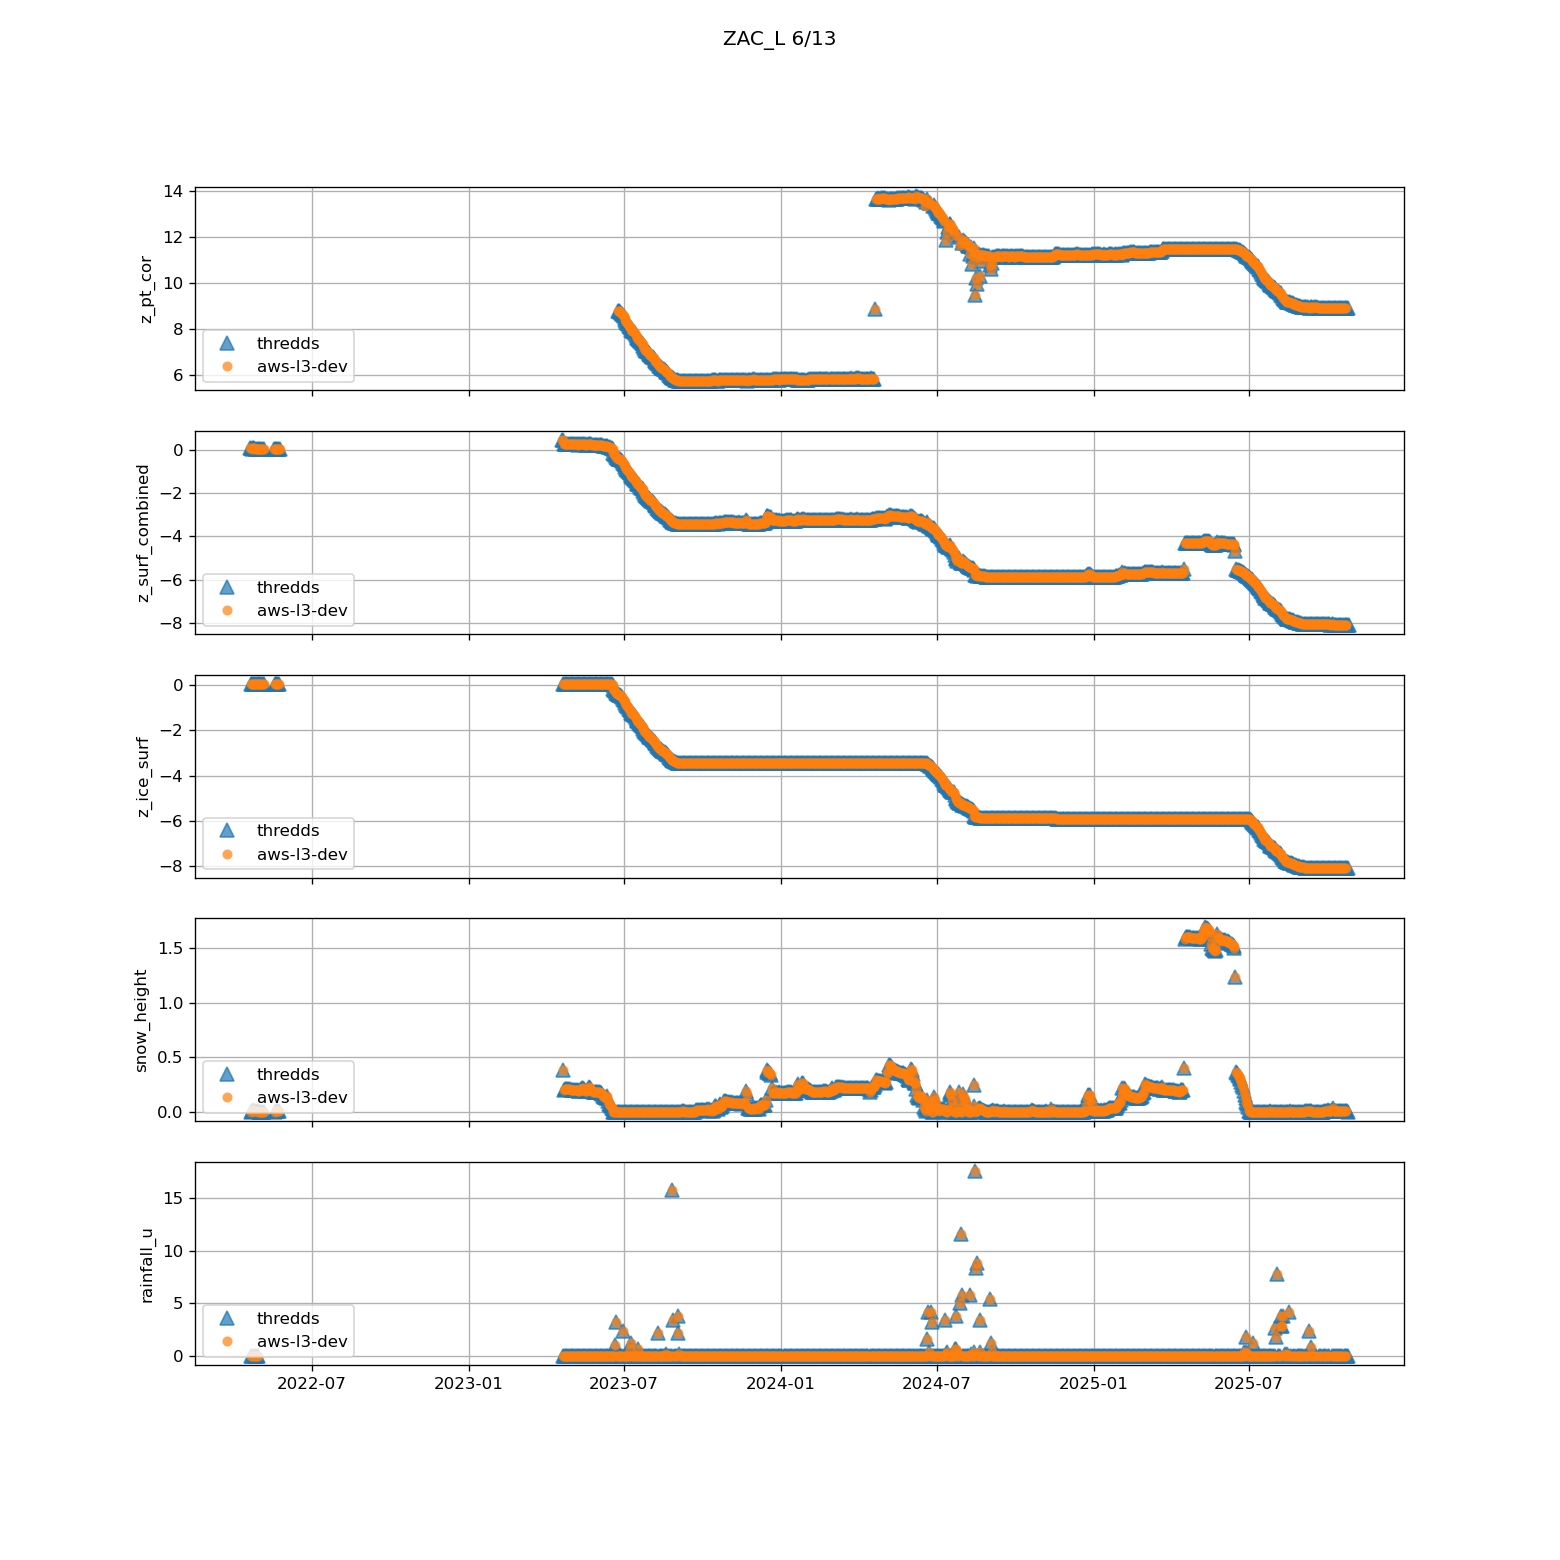 ZAC_L 6/13
z_pt_cor
14
12
10
8
6
thredds
aws-l3-dev
z_surf_combined
0
−2
−4
−6
−8
thredds
aws-l3-dev
z_ice_surf
0
−2
−4
−6
−8
thredds
aws-l3-dev
snow_height
1.5
1.0
0.5
0.0
thredds
aws-l3-dev
rainfall_u
15
10
5
0
thredds
aws-l3-dev
2022-07 2023-01 2023-07 2024-01 2024-07 2025-01 2025-07